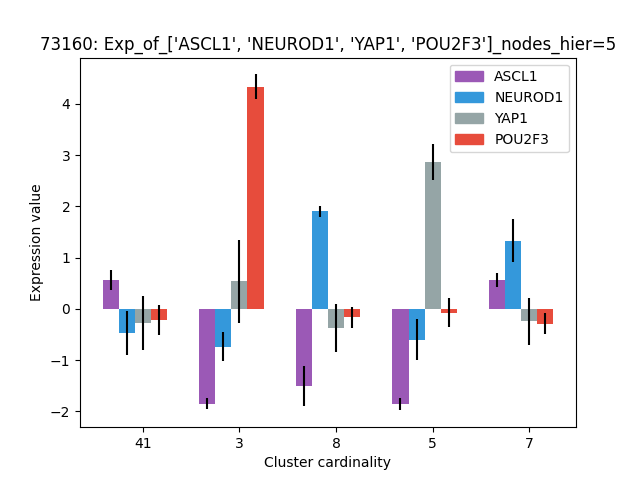 73160: Exp_of_['ASCL1', 'NEUROD1', 'YAP1', 'POU2F3']_nodes_hier=5
ASCL1
NEUROD1
YAP1
POU2F3
Expression value
4
3
2
1
0
−1
−2
41 3 8 5 7
Cluster cardinality